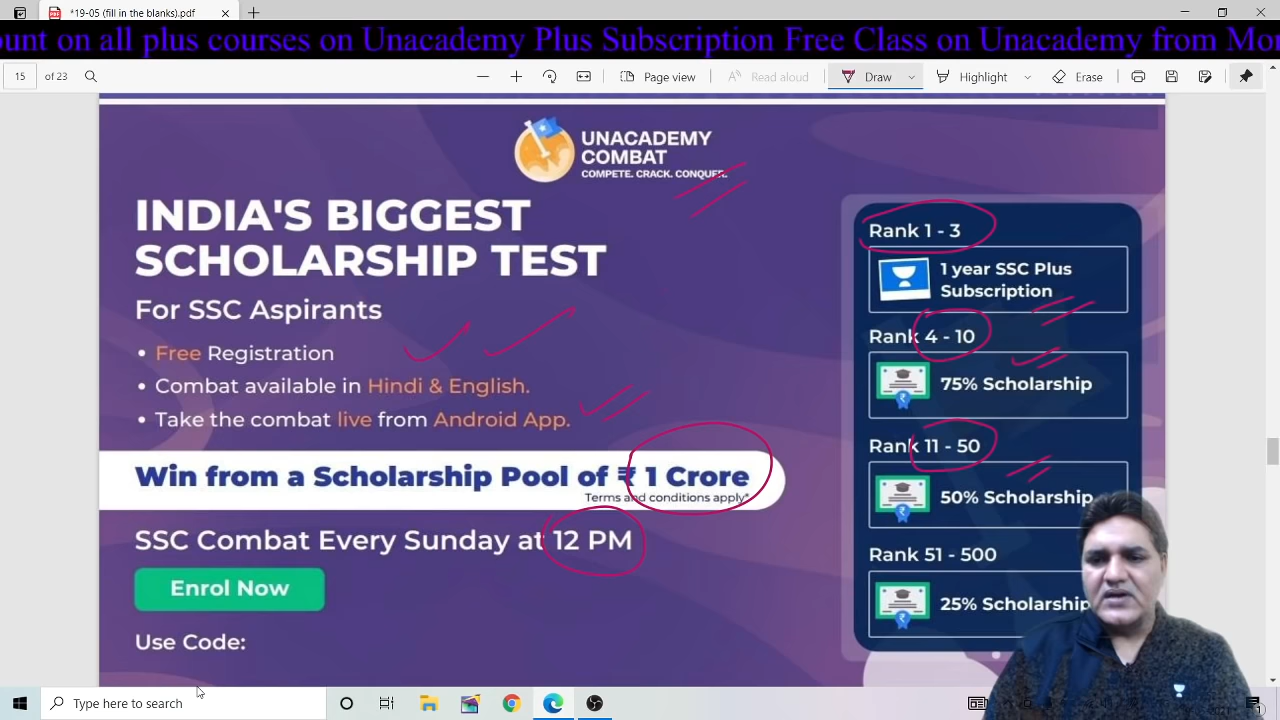 *19-05 (fill in the blanks).pdf
ount on all plus courses on Unacademy Plus Subscription Free Class on Unacademy from Mo
15 of 23 Page view Read aloud Draw Highlight Erase
UNACADEMY
COMBAT
COMPETE. CRACK. CONQUER.
INDIA'S BIGGEST
SCHOLARSHIP TEST
For SSC Aspirants
• Free Registration
• Combat available in Hindi & English.
• Take the combat live from Android App.
Win from a Scholarship Pool of ₹ 1 Crore
Terms and conditions apply*
SSC Combat Every Sunday at 12 PM
Enrol Now
Use Code:
Rank 1 - 3
1 year SSC Plus
Subscription
Rank 4 - 10
75% Scholarship
Rank 11 - 50
50% Scholarship
Rank 51 - 500
25% Scholarship
Type here to search